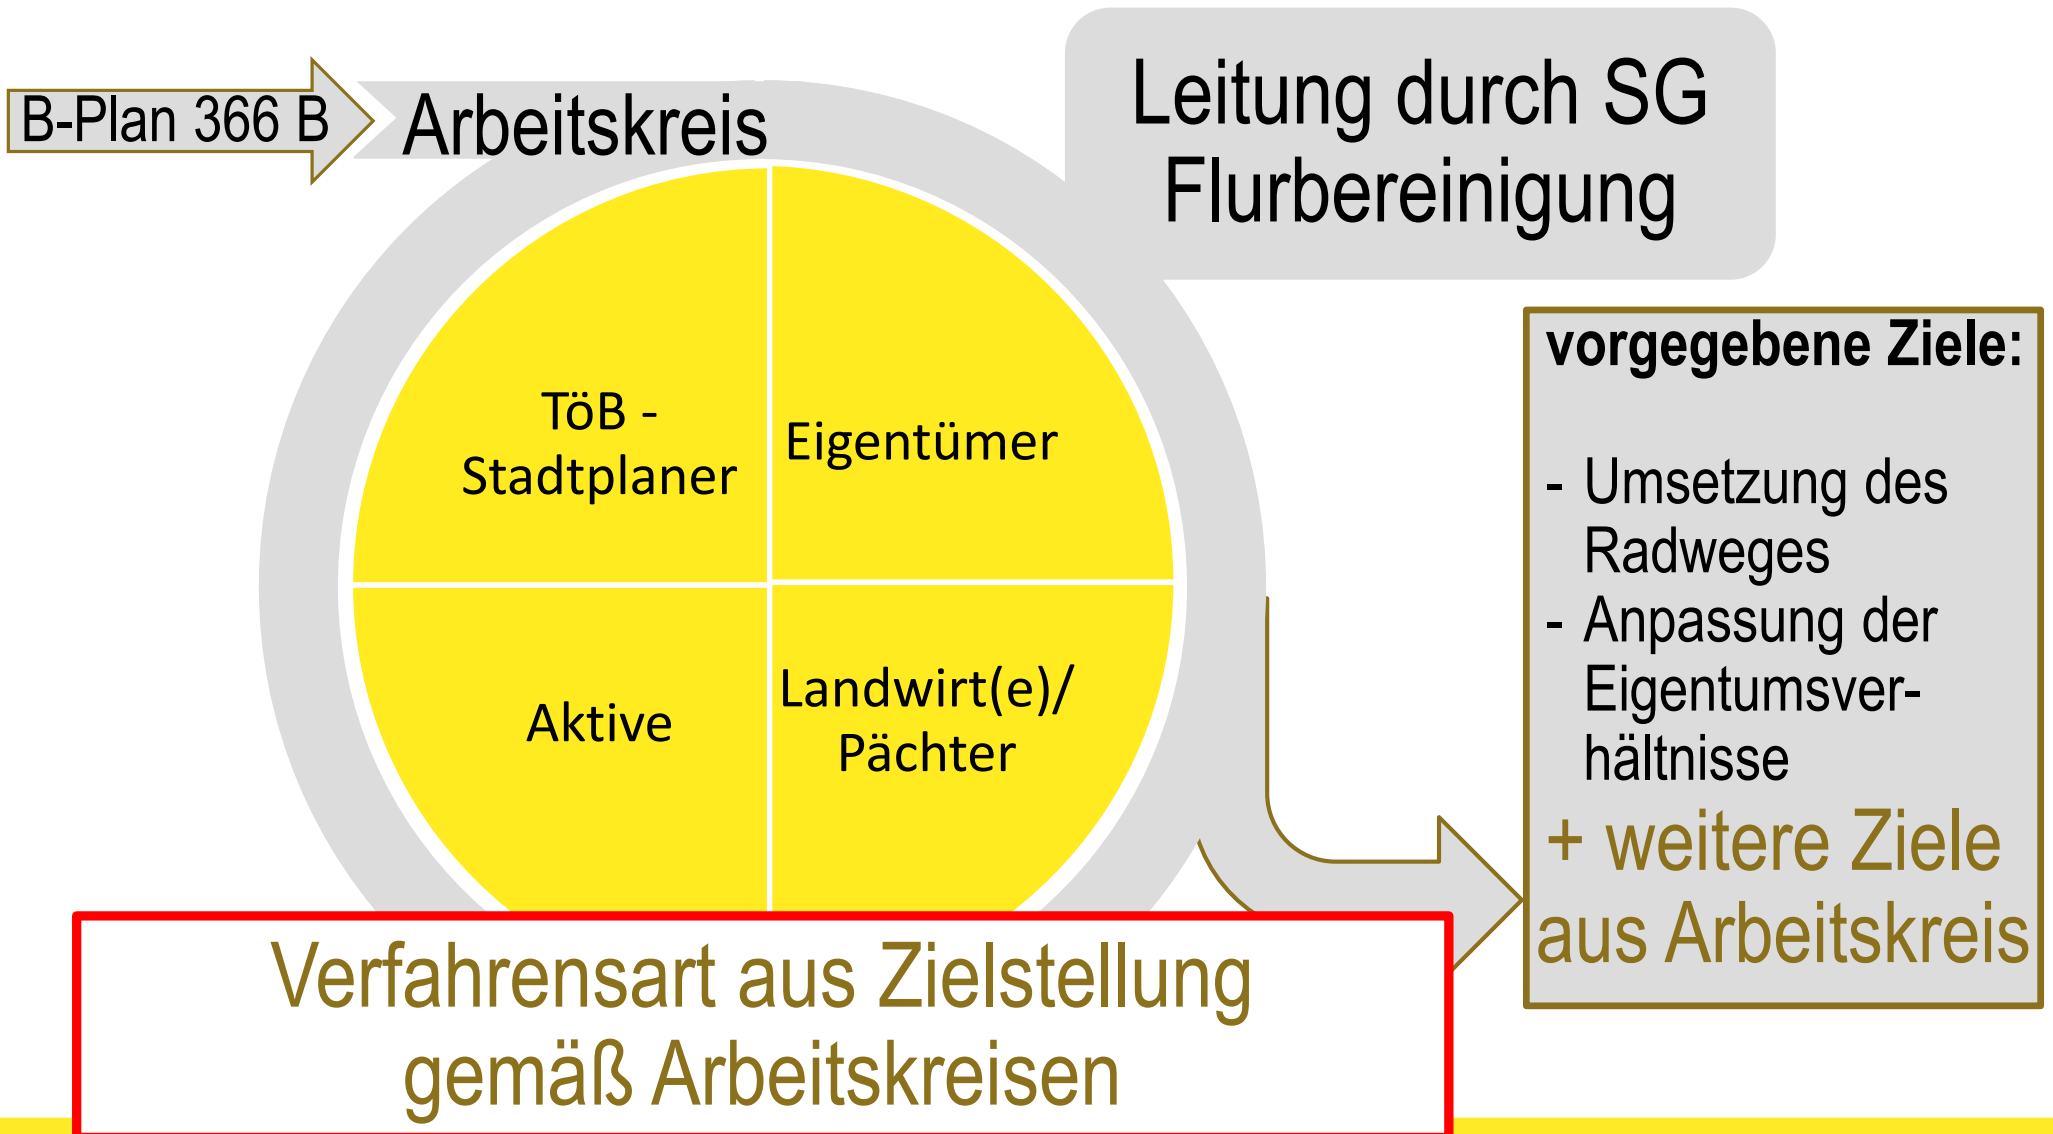 B-Plan 366 B
Arbeitskreis
Leitung durch SG
Flurbereinigung
TöB -
Stadtplaner
Eigentümer
Aktive
Landwirt(e)/
Pächter
vorgegebene Ziele:
- Umsetzung des
Radweges
- Anpassung der
Eigentumsver-
hältnisse
+ weitere Ziele
aus Arbeitskreis
Verfahrensart aus Zielstellung
gemäß Arbeitskreisen